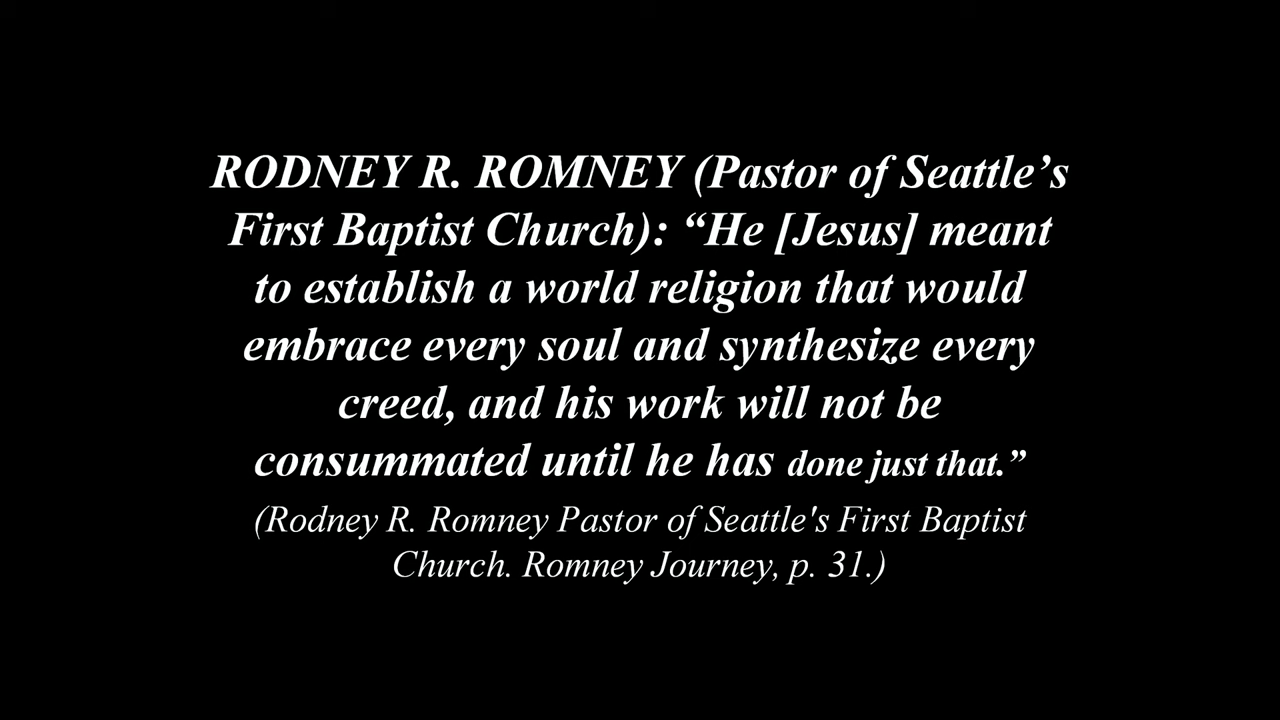 RODNEY R. ROMNEY (Pastor of Seattle’s
First Baptist Church): “He [Jesus] meant
to establish a world religion that would
embrace every soul and synthesize every
creed, and his work will not be
consummated until he has done just that.”
(Rodney R. Romney Pastor of Seattle's First Baptist
Church. Romney Journey, p. 31.)